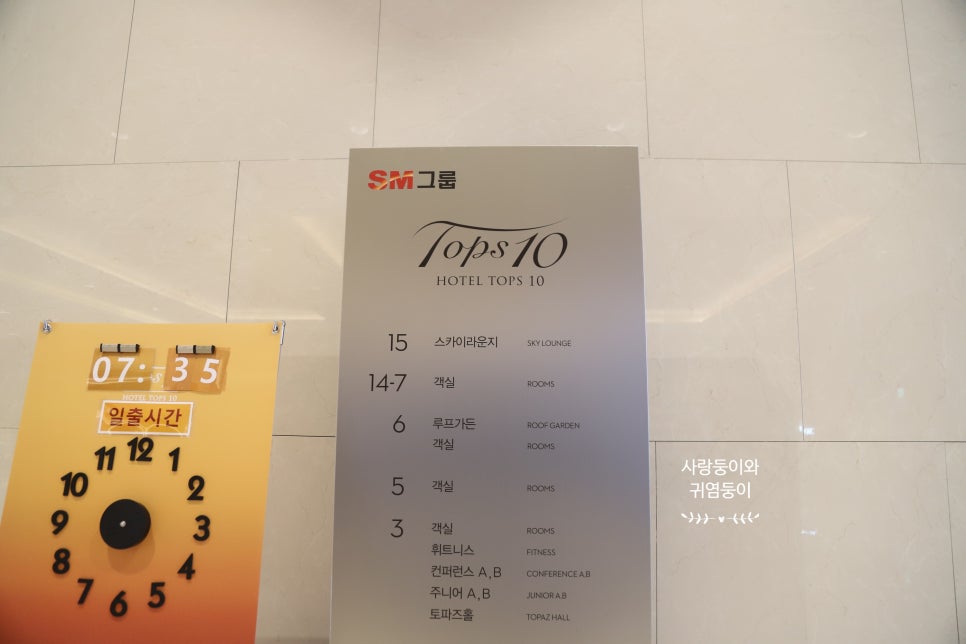 SM그룹
Tops 10
HOTEL TOPS 10
15 스카이라운지 SKY LOUNGE
14-7 객실 ROOMS
6 루프가든 ROOF GARDEN
객실 ROOMS
5 객실 ROOMS
3 객실 ROOMS
휘트니스 FITNESS
컨퍼런스 A,B CONFERENCE A,B
주니어 A,B JUNIOR A,B
토파즈홀 TOPAZ HALL
07:35
HOTEL TOPS 10
일출시간
12
11 1
10 2
9 3
8 4
7 5
6
사랑둥이와
귀염둥이